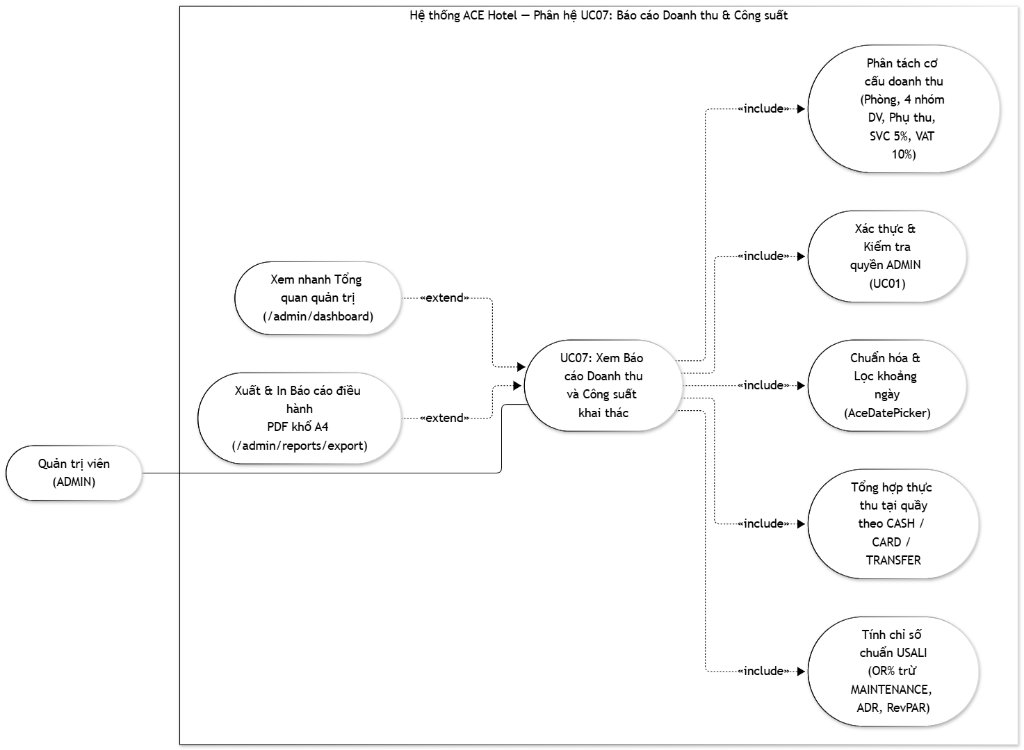 Hệ thống ACE Hotel — Phân hệ UC07: Báo cáo Doanh thu & Công suất
Phân tách cơ
cấu doanh thu
(Phòng, 4 nhóm
DV, Phụ thu,
SVC 5%, VAT
10%)
«include»
Xác thực &
Kiểm tra
quyền ADMIN
(UC01)
«include»
Xem nhanh Tổng
quan quản trị
(/admin/dashboard)
«extend»
UC07: Xem Báo
cáo Doanh thu
và Công suất
khai thác
«include»
Chuẩn hóa &
Lọc khoảng
ngày
(AceDatePicker)
Xuất & In Báo cáo điều
hành
PDF khổ A4
(/admin/reports/export)
«extend»
Quản trị viên
(ADMIN)
«include»
Tổng hợp thực
thu tại quầy
theo CASH /
CARD /
TRANSFER
«include»
Tính chỉ số
chuẩn USALI
(OR% trừ
MAINTENANCE,
ADR, RevPAR)